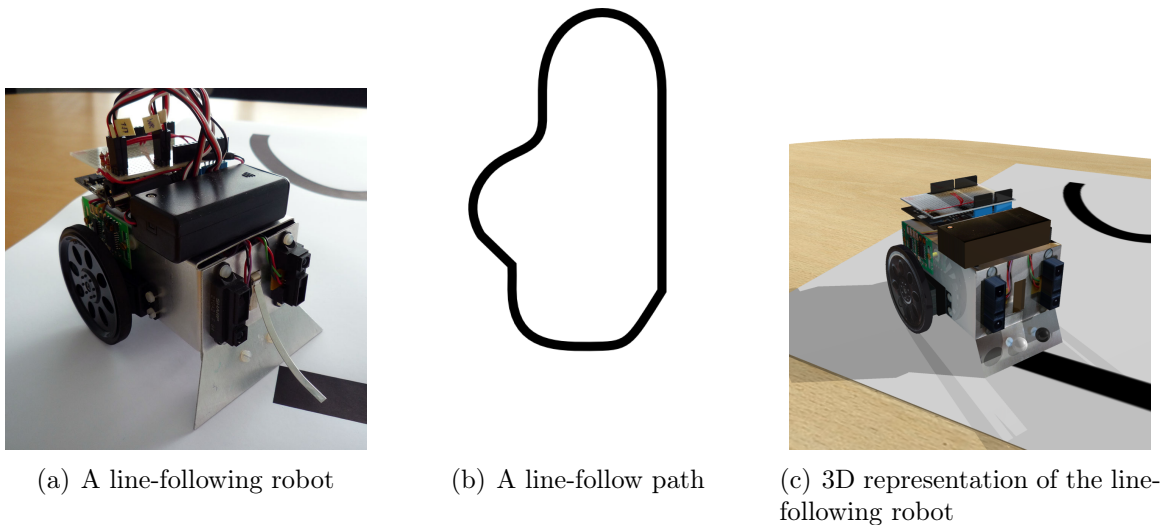 (a) A line-following robot
(b) A line-follow path
(c) 3D representation of the line-
following robot